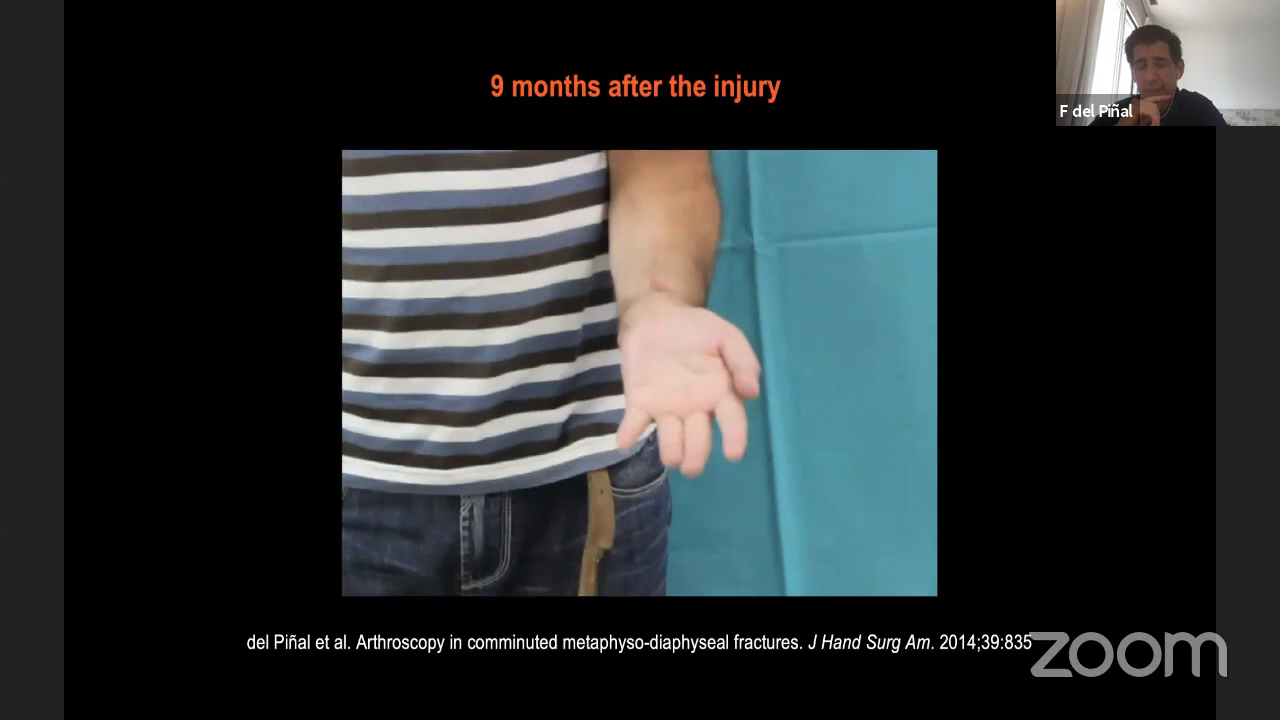 9 months after the injury
F del Piñal
del Piñal et al. Arthroscopy in comminuted metaphyso-diaphyseal fractures. J Hand Surg Am. 2014;39:835
zoom